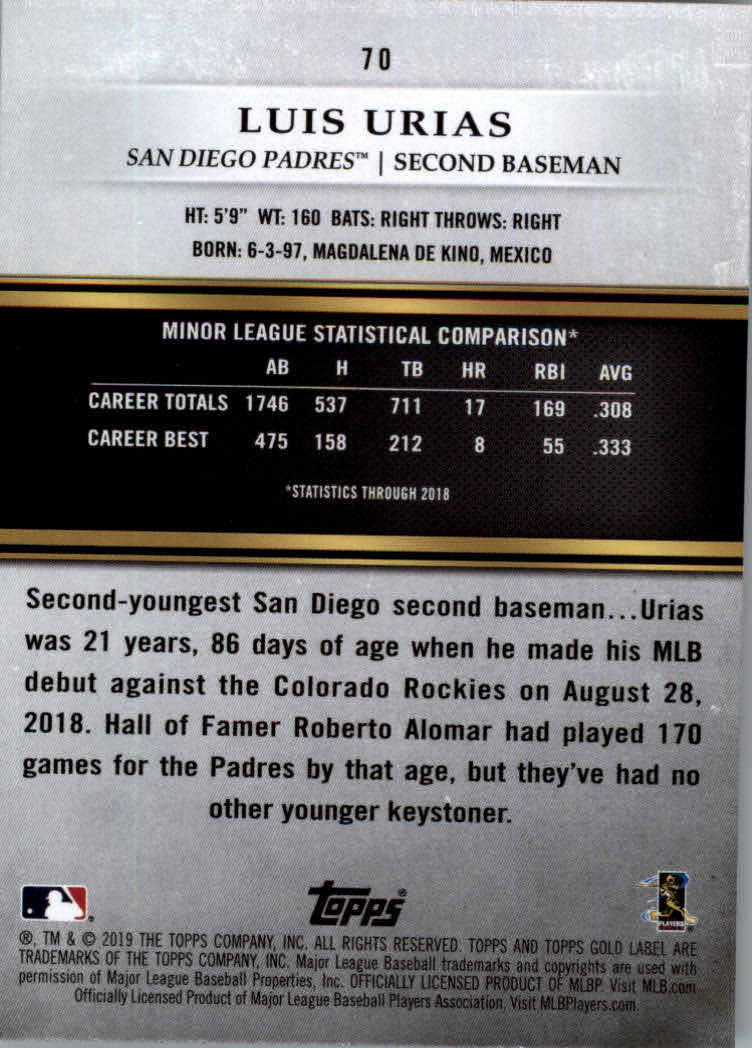 70
LUIS URIAS
SAN DIEGO PADRES™ | SECOND BASEMAN
HT: 5'9" WT: 160 BATS: RIGHT THROWS: RIGHT
BORN: 6-3-97, MAGDALENA DE KINO, MEXICO
MINOR LEAGUE STATISTICAL COMPARISON*
AB H TB HR RBI AVG
CAREER TOTALS 1746 537 711 17 169 .308
CAREER BEST 475 158 212 8 55 .333
*STATISTICS THROUGH 2018
Second-youngest San Diego second baseman...Urias
was 21 years, 86 days of age when he made his MLB
debut against the Colorado Rockies on August 28,
2018. Hall of Famer Roberto Alomar had played 170
games for the Padres by that age, but they've had no
other younger keystoner.
Topps®
®, TM & © 2019 THE TOPPS COMPANY, INC. ALL RIGHTS RESERVED. TOPPS AND TOPPS GOLD LABEL ARE
TRADEMARKS OF THE TOPPS COMPANY, INC. Major League Baseball trademarks and copyrights are used with
permission of Major League Baseball Properties, Inc. OFFICIALLY LICENSED PRODUCT OF MLBP. Visit MLB.com
Officially Licensed Product of Major League Baseball Players Association, Visit MLBPlayers.com.